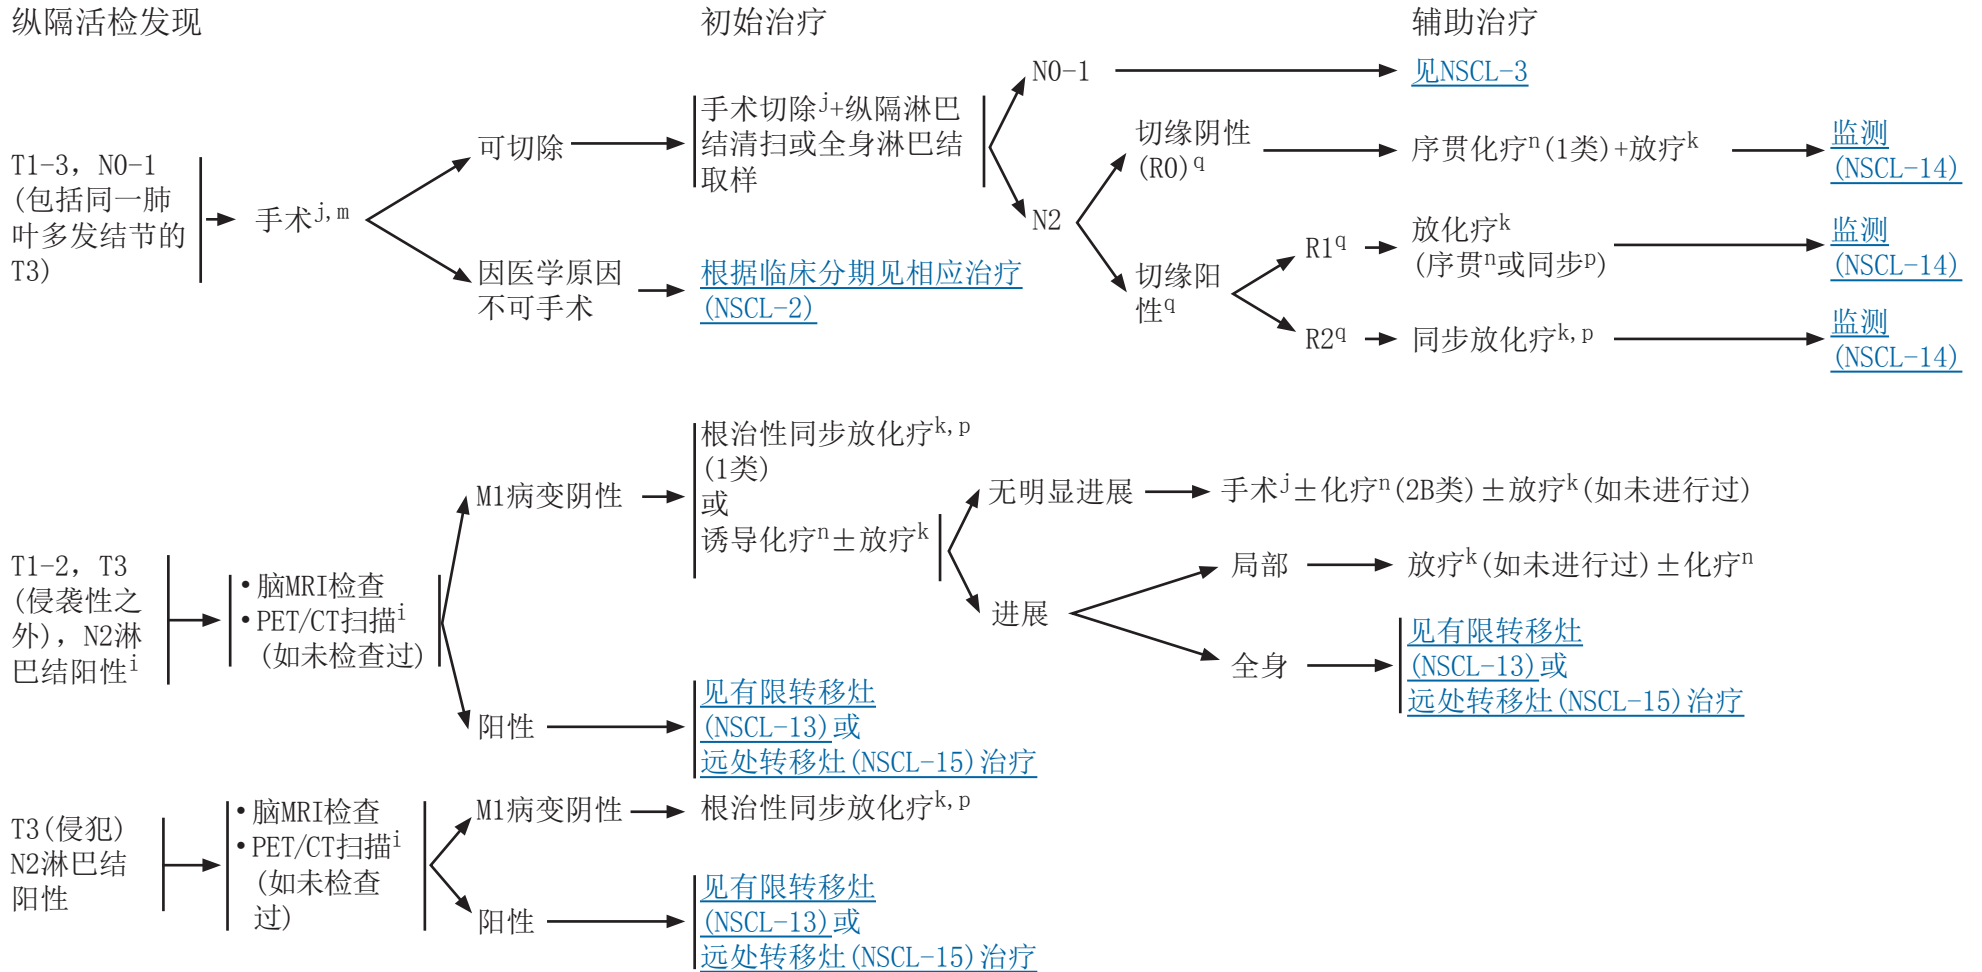 纵隔活检发现
初始治疗
辅助治疗
T1-3, N0-1
(包括同一肺
叶多发结节的
T3)
手术j,m
可切除
手术切除j+纵隔淋巴
结清扫或全身淋巴结
取样
N0-1
见NSCL-3
N2
切缘阴性
(R0)q
序贯化疗n(1类)+放疗k
监测
(NSCL-14)
切缘阳
性q
R1q
放化疗k
(序贯n或同步p)
监测
(NSCL-14)
R2q
同步放化疗k,p
监测
(NSCL-14)
因医学原因
不可手术
根据临床分期见相应治疗
(NSCL-2)
T1-2, T3
(侵袭性之
外), N2淋
巴结阳性i
•脑MRI检查
•PET/CT扫描i
(如未检查过)
M1病变阴性
根治性同步放化疗k,p
(1类)
或
诱导化疗n±放疗k
无明显进展
手术j±化疗n(2B类)±放疗k(如未进行过)
进展
局部
放疗k(如未进行过)±化疗n
全身
见有限转移灶
(NSCL-13)或
远处转移灶(NSCL-15)治疗
阳性
见有限转移灶
(NSCL-13)或
远处转移灶(NSCL-15)治疗
T3(侵犯)
N2淋巴结
阳性
•脑MRI检查
•PET/CT扫描i
(如未检查
过)
M1病变阴性
根治性同步放化疗k,p
阳性
见有限转移灶
(NSCL-13)或
远处转移灶(NSCL-15)治疗